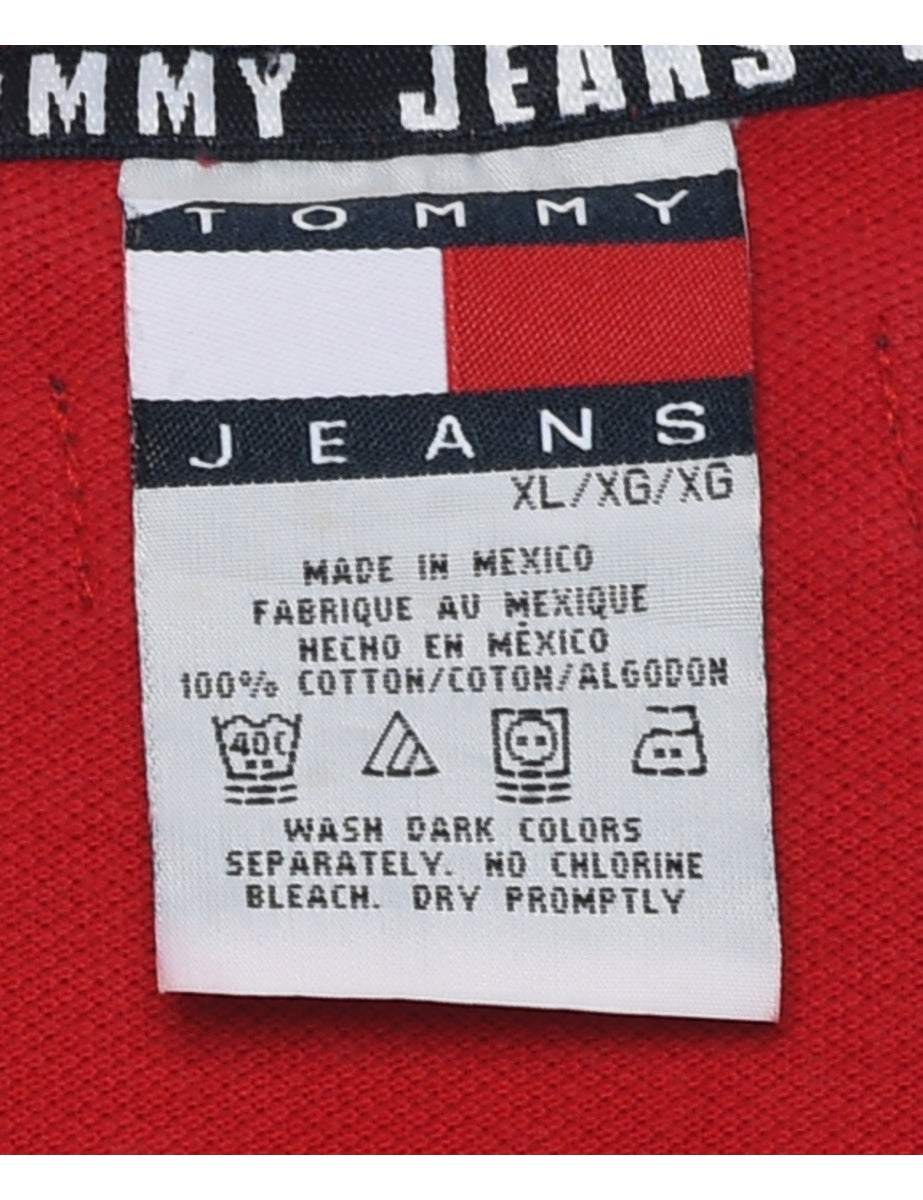 MMY JEANS
TOMMY
JEANS
XL/XG/XG
MADE IN MEXICO
FABRIQUE AU MEXIQUE
HECHO EN MÉXICO
100% COTTON/COTON/ALGODON
40C
WASH DARK COLORS
SEPARATELY. NO CHLORINE
BLEACH. DRY PROMPTLY